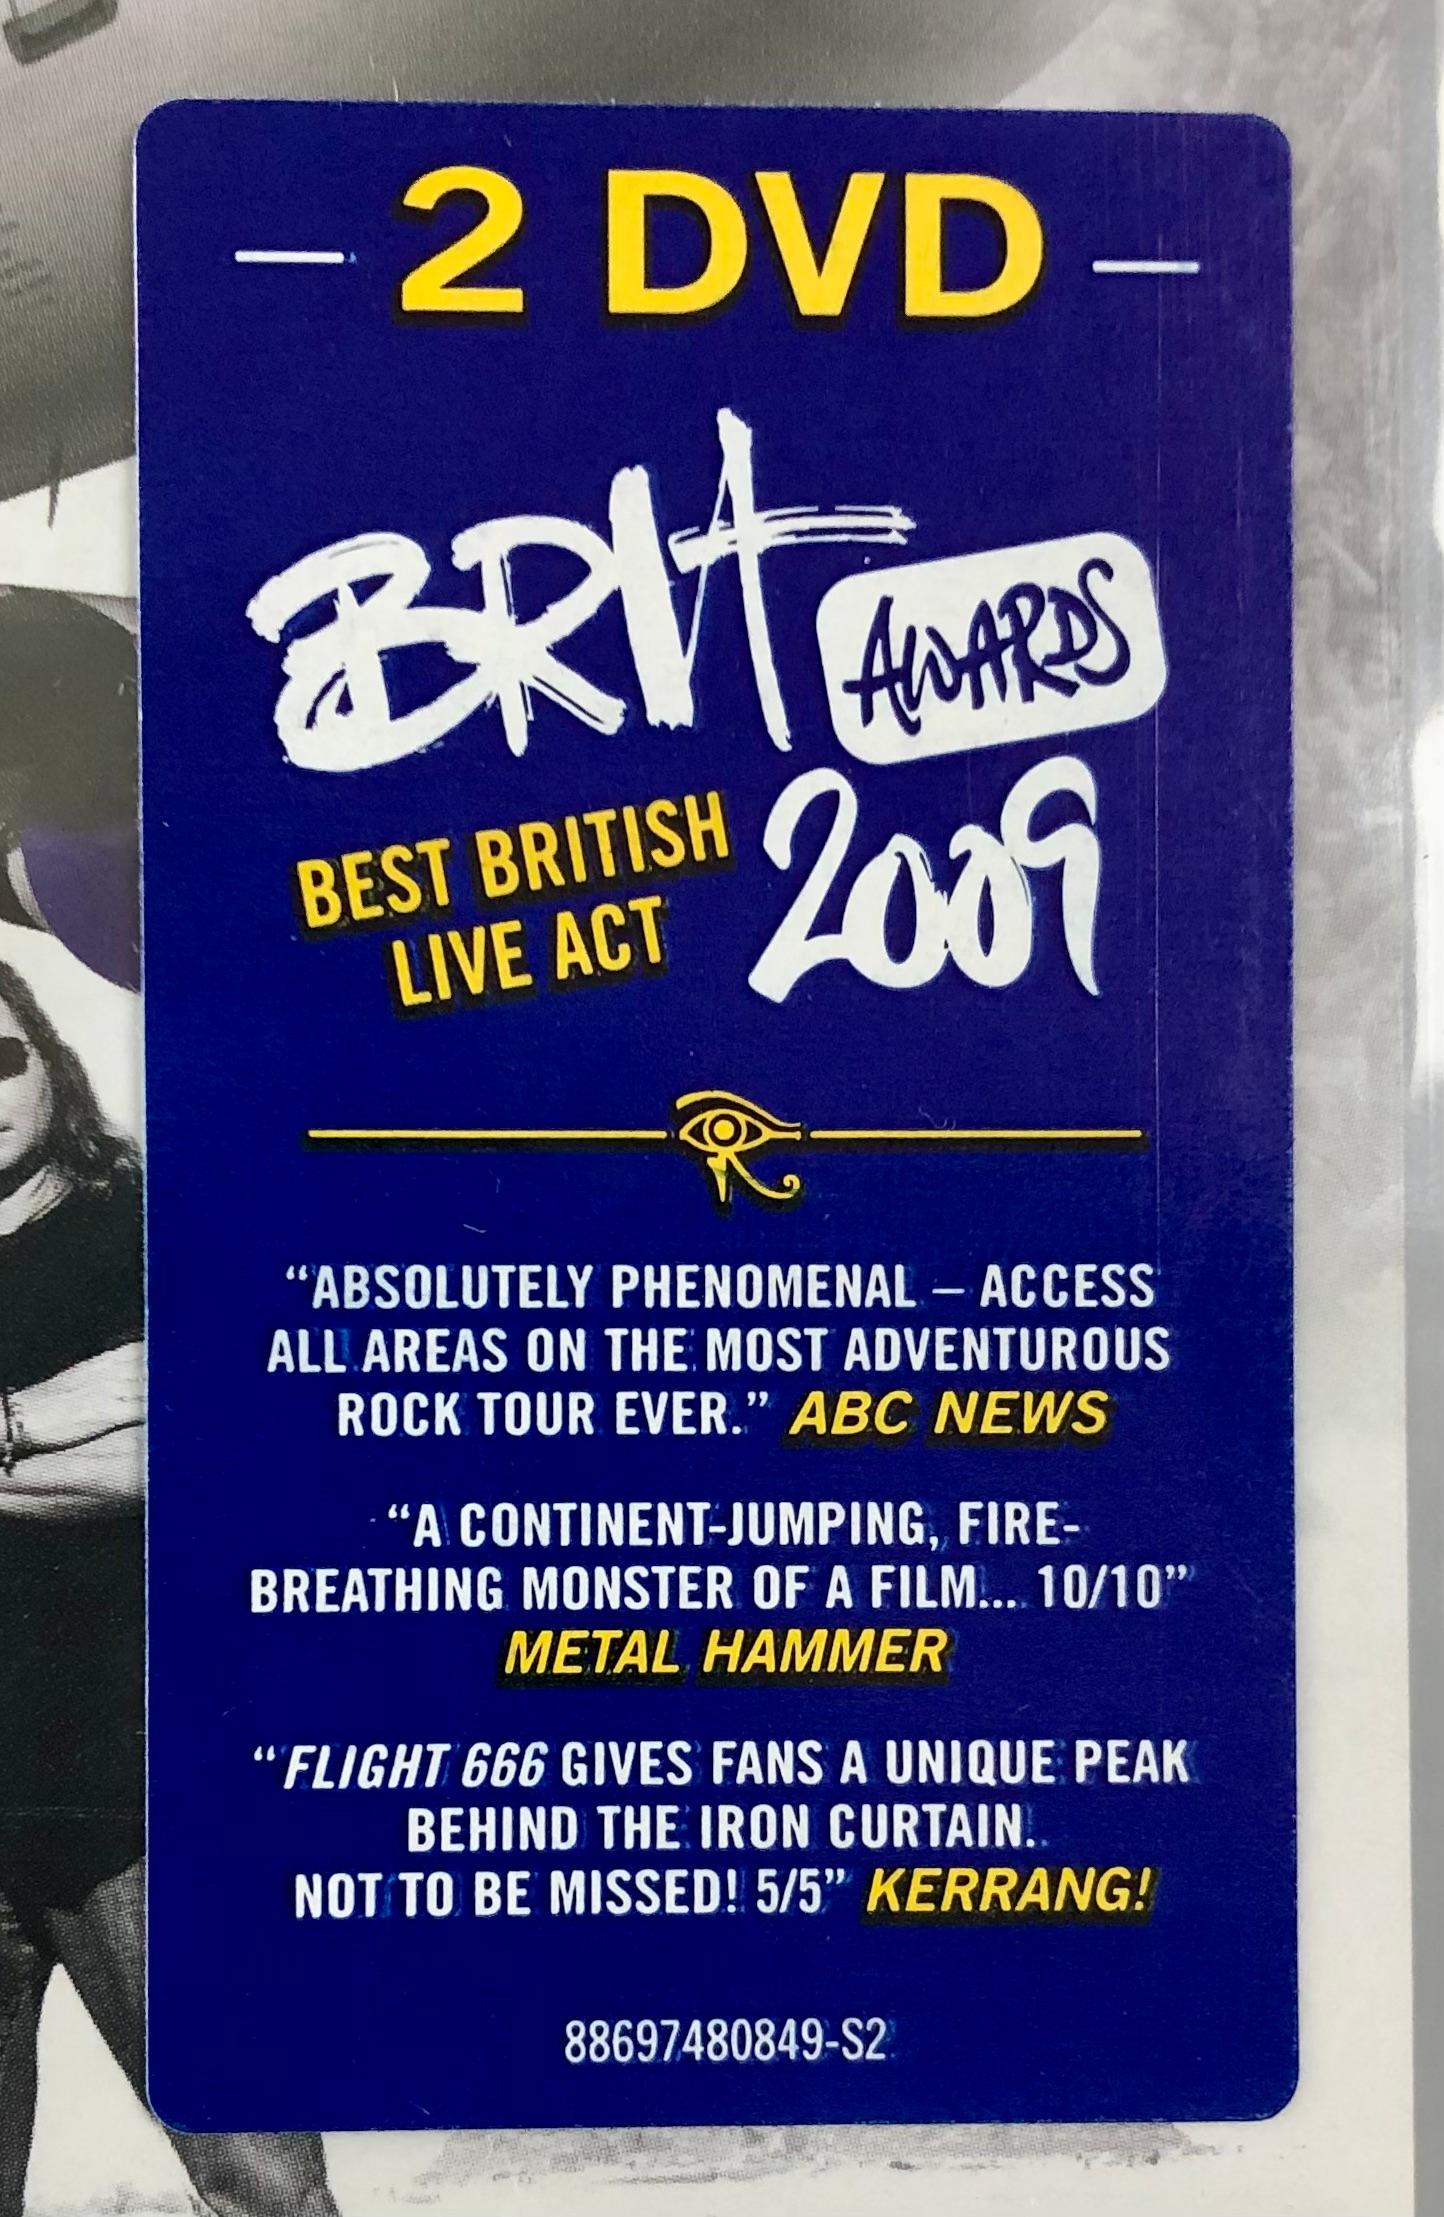 — 2 DVD —
BRIT AWARDS
2009
BEST BRITISH
LIVE ACT
“ABSOLUTELY PHENOMENAL – ACCESS
ALL AREAS ON THE MOST ADVENTUROUS
ROCK TOUR EVER.” ABC NEWS
“A CONTINENT-JUMPING, FIRE-
BREATHING MONSTER OF A FILM... 10/10”
METAL HAMMER
“FLIGHT 666 GIVES FANS A UNIQUE PEAK
BEHIND THE IRON CURTAIN.
NOT TO BE MISSED! 5/5” KERRANG!
88697480849-S2